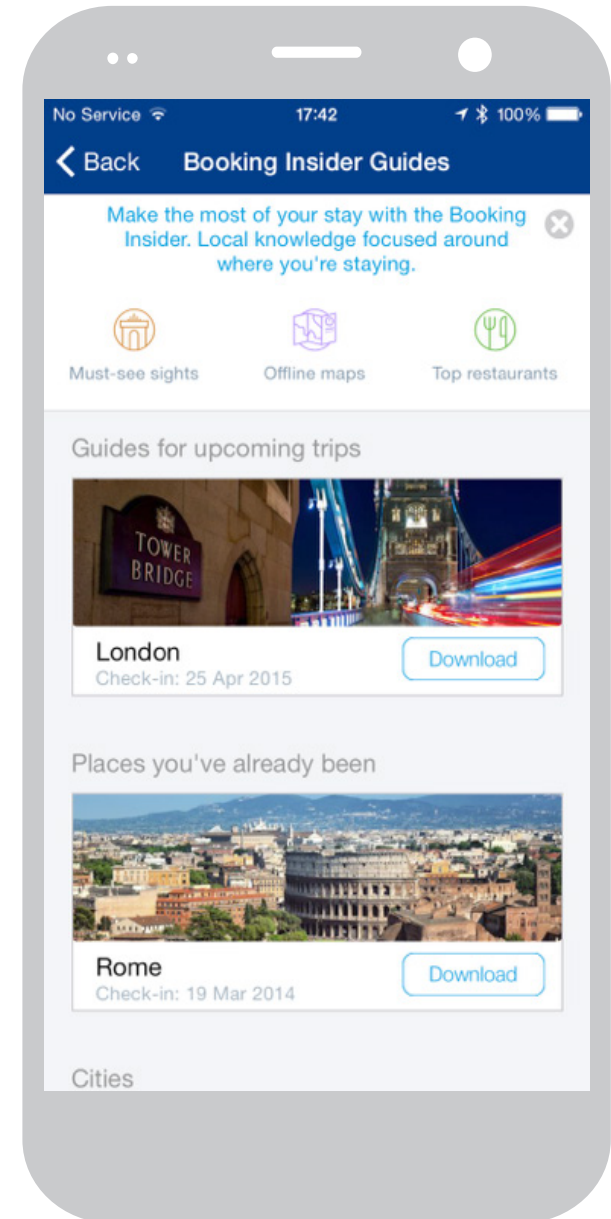 No Service 17:42 100%
Back Booking Insider Guides
Make the most of your stay with the Booking
Insider. Local knowledge focused around
where you're staying.
Must-see sights Offline maps Top restaurants
Guides for upcoming trips
TOWER
BRIDGE
London
Download
Check-in: 25 Apr 2015
Places you've already been
Rome
Download
Check-in: 19 Mar 2014
Cities